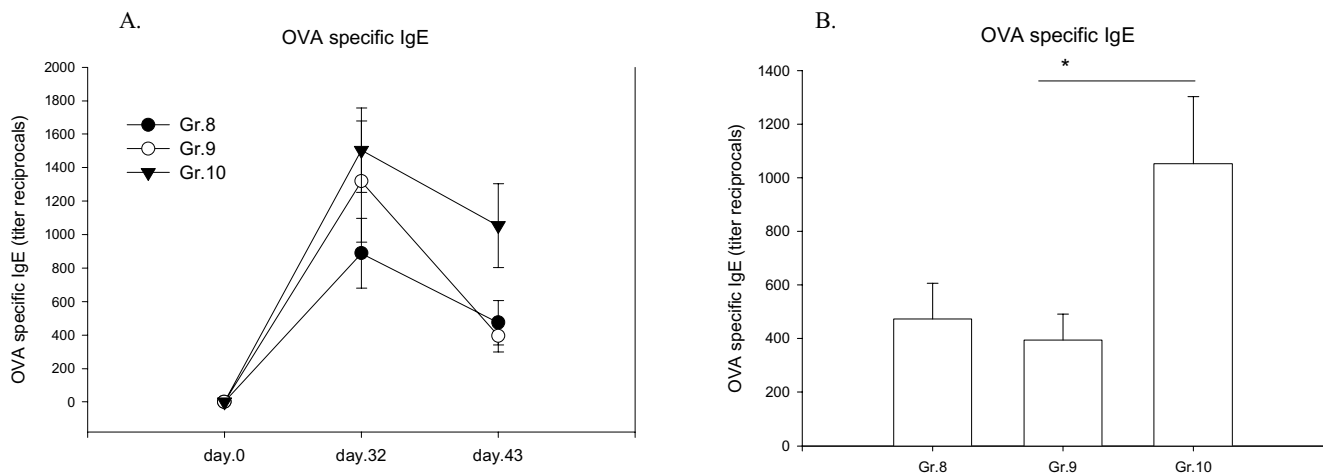 A.
OVA specific IgE
OVA specific IgE (titer reciprocals)
2000
1800
1600
1400
1200
1000
800
600
400
200
0
Gr.8
Gr.9
Gr.10
day.0
day.32
day.43
B.
OVA specific IgE
*
OVA specific IgE (titer reciprocals)
1400
1200
1000
800
600
400
200
0
Gr.8
Gr.9
Gr.10